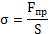 σ = Fпр / S